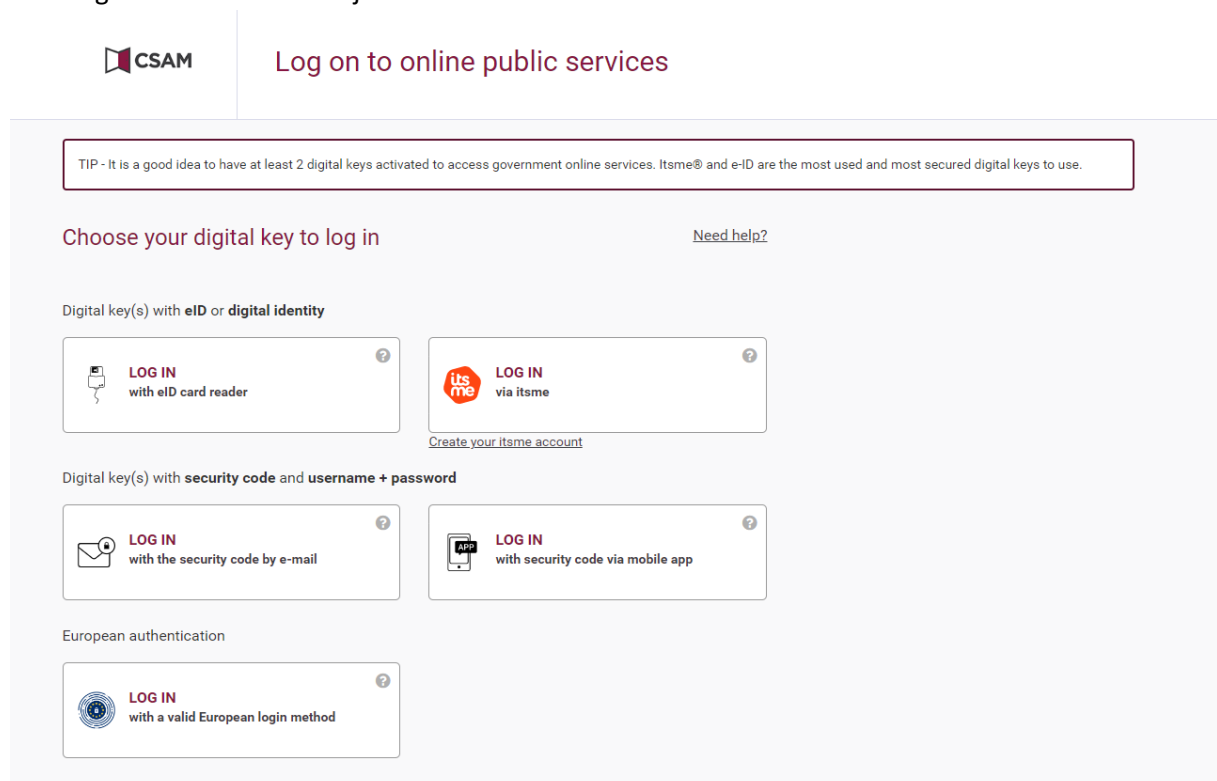 CSAM
Log on to online public services
TIP - It is a good idea to have at least 2 digital keys activated to access government online services. Itsme® and e-ID are the most used and most secured digital keys to use.
Choose your digital key to log in
Need help?
Digital key(s) with eID or digital identity
?
LOG IN
with eID card reader
?
its
me
LOG IN
via itsme
Create your itsme account
Digital key(s) with security code and username + password
?
LOG IN
with the security code by e-mail
?
APP
LOG IN
with security code via mobile app
European authentication
?
LOG IN
with a valid European login method